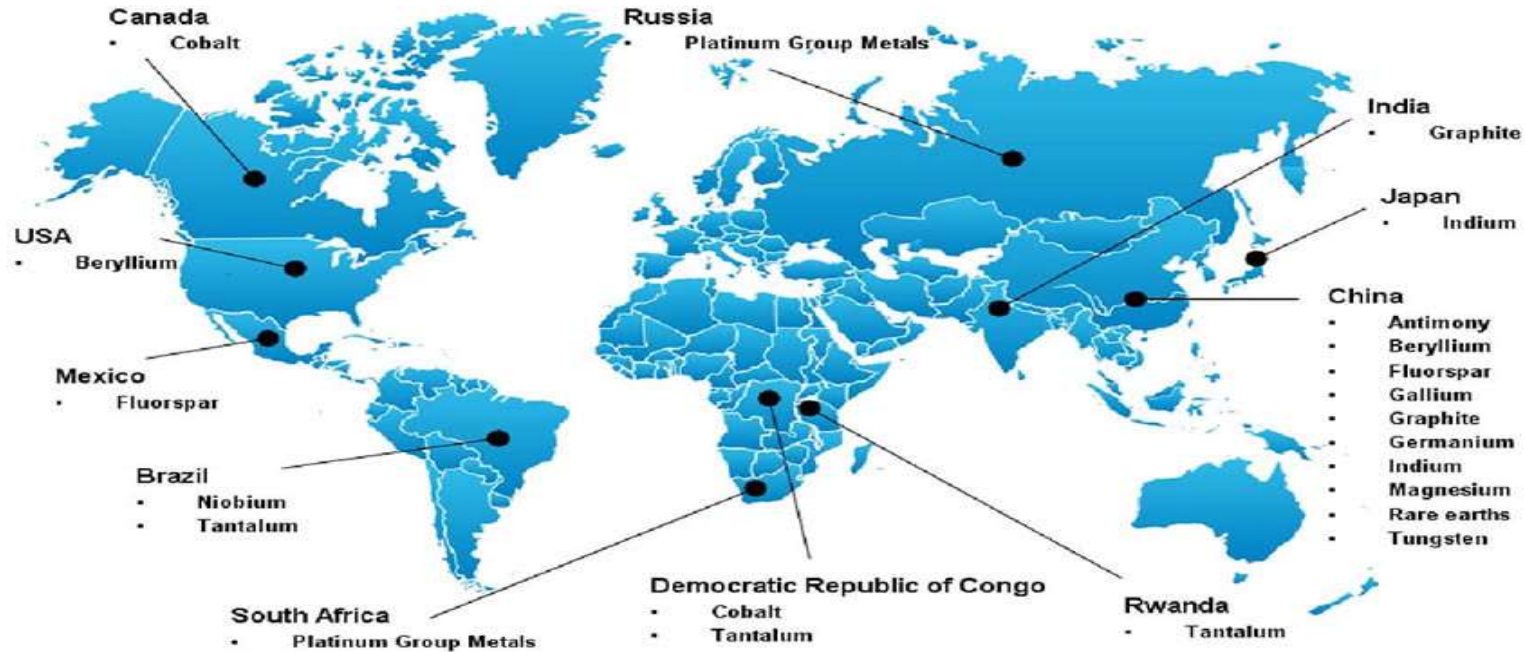 Canada
• Cobalt
Russia
• Platinum Group Metals
India
• Graphite
Japan
• Indium
USA
• Beryllium
China
• Antimony
• Beryllium
• Fluorspar
• Gallium
• Graphite
• Germanium
• Indium
• Magnesium
• Rare earths
• Tungsten
Mexico
• Fluorspar
Brazil
• Niobium
• Tantalum
South Africa
• Platinum Group Metals
Democratic Republic of Congo
• Cobalt
• Tantalum
Rwanda
• Tantalum